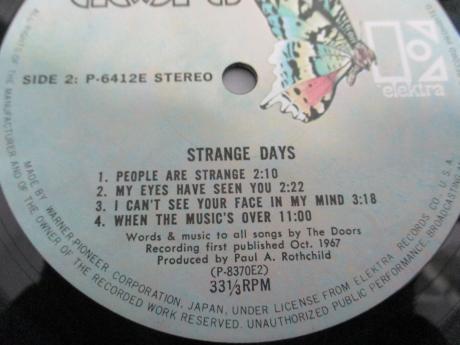 SIDE 2: P-6412E STEREO
elektra
STRANGE DAYS
1. PEOPLE ARE STRANGE 2:10
2. MY EYES HAVE SEEN YOU 2:22
3. I CAN'T SEE YOUR FACE IN MY MIND 3:18
4. WHEN THE MUSIC'S OVER 11:00
Words & music to all songs by The Doors
Recording first published Oct. 1967
Produced by Paul A. Rothchild
(P-8370E2)
33⅓RPM
ALL RIGHTS OF THE MANUFACTURER AND OF THE OWNER OF THE RECORDED WORK RESERVED. UNAUTHORIZED PUBLIC PERFORMANCE, BROADCASTING
MADE BY WARNER-PIONEER CORPORATION, JAPAN, UNDER LICENSE FROM ELEKTRA RECORDS CO., U.S.A.